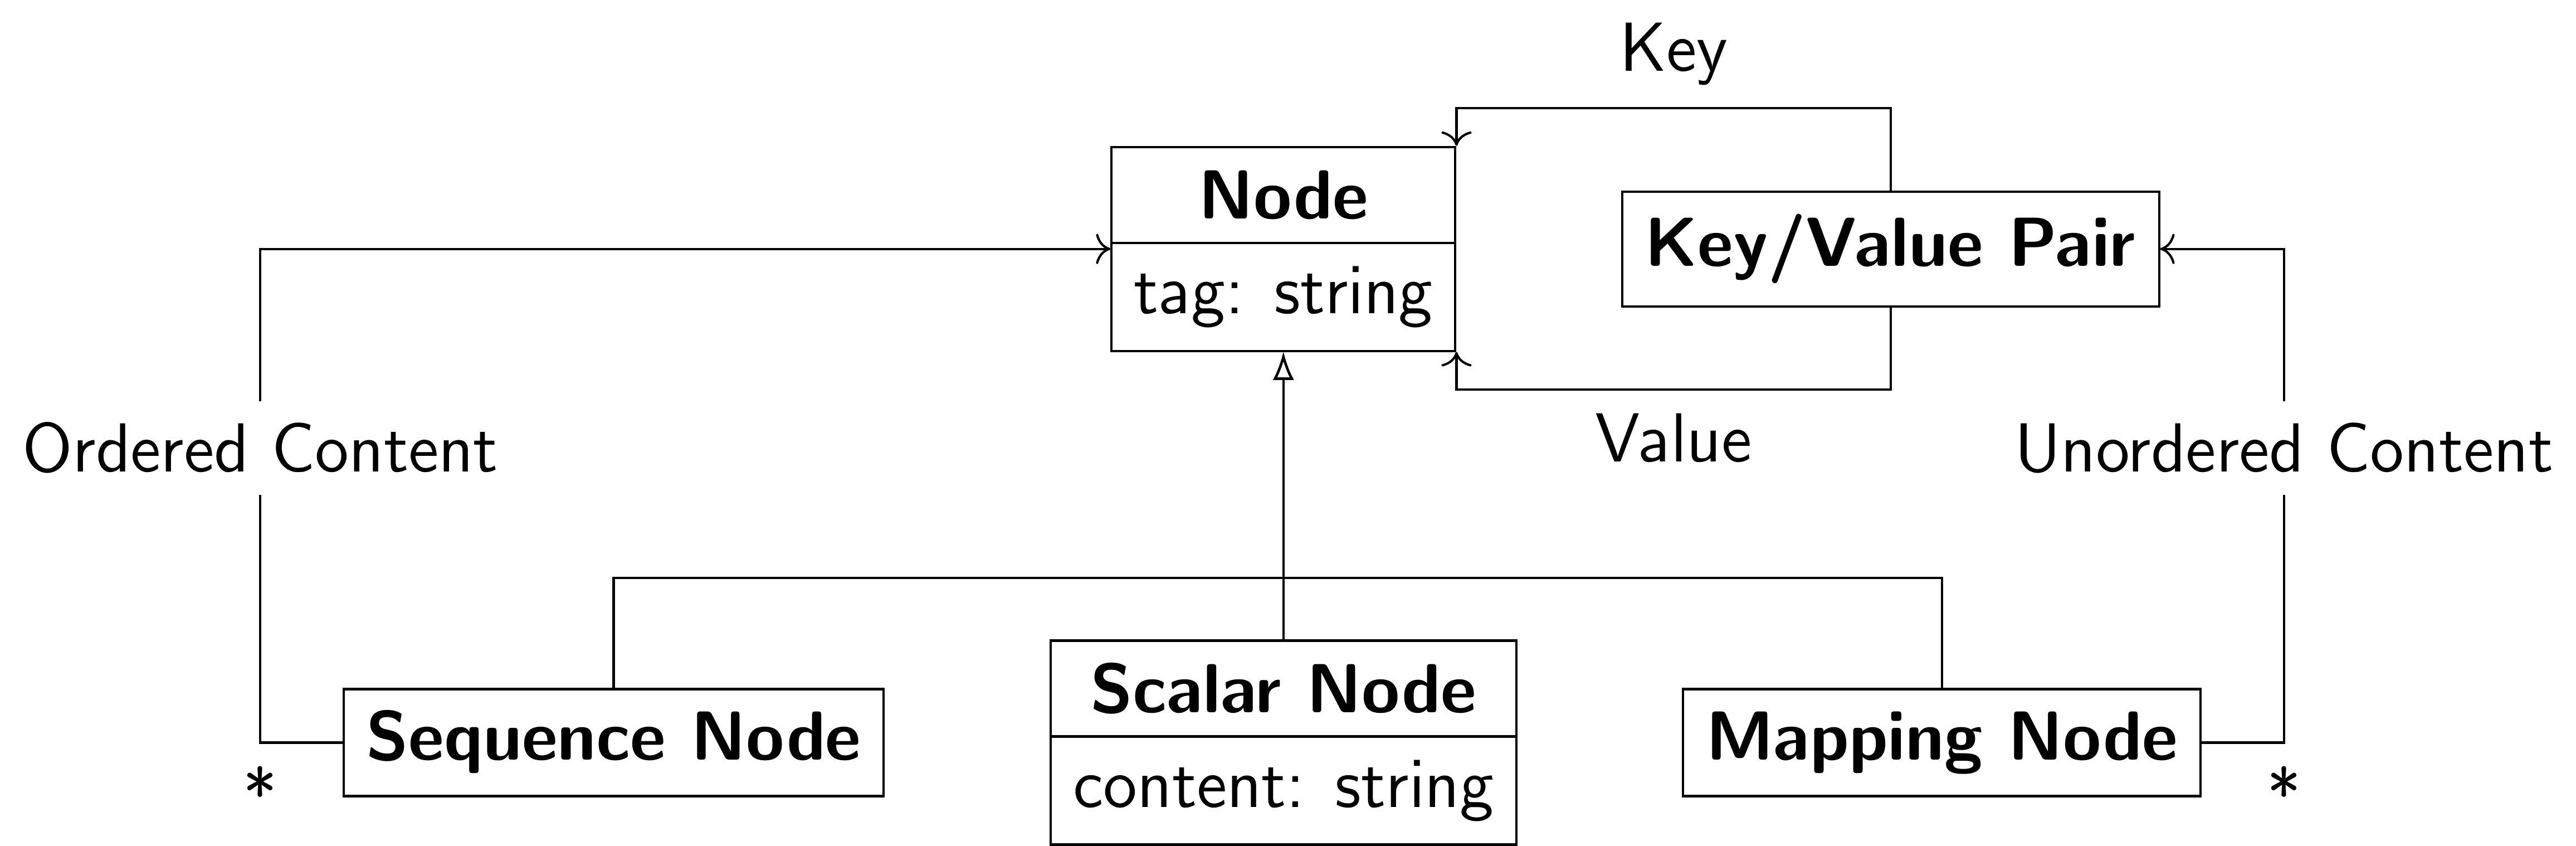 Key
Node
tag: string
Key/Value Pair
Value
Ordered Content
Unordered Content
Sequence Node
*
Scalar Node
content: string
Mapping Node
*